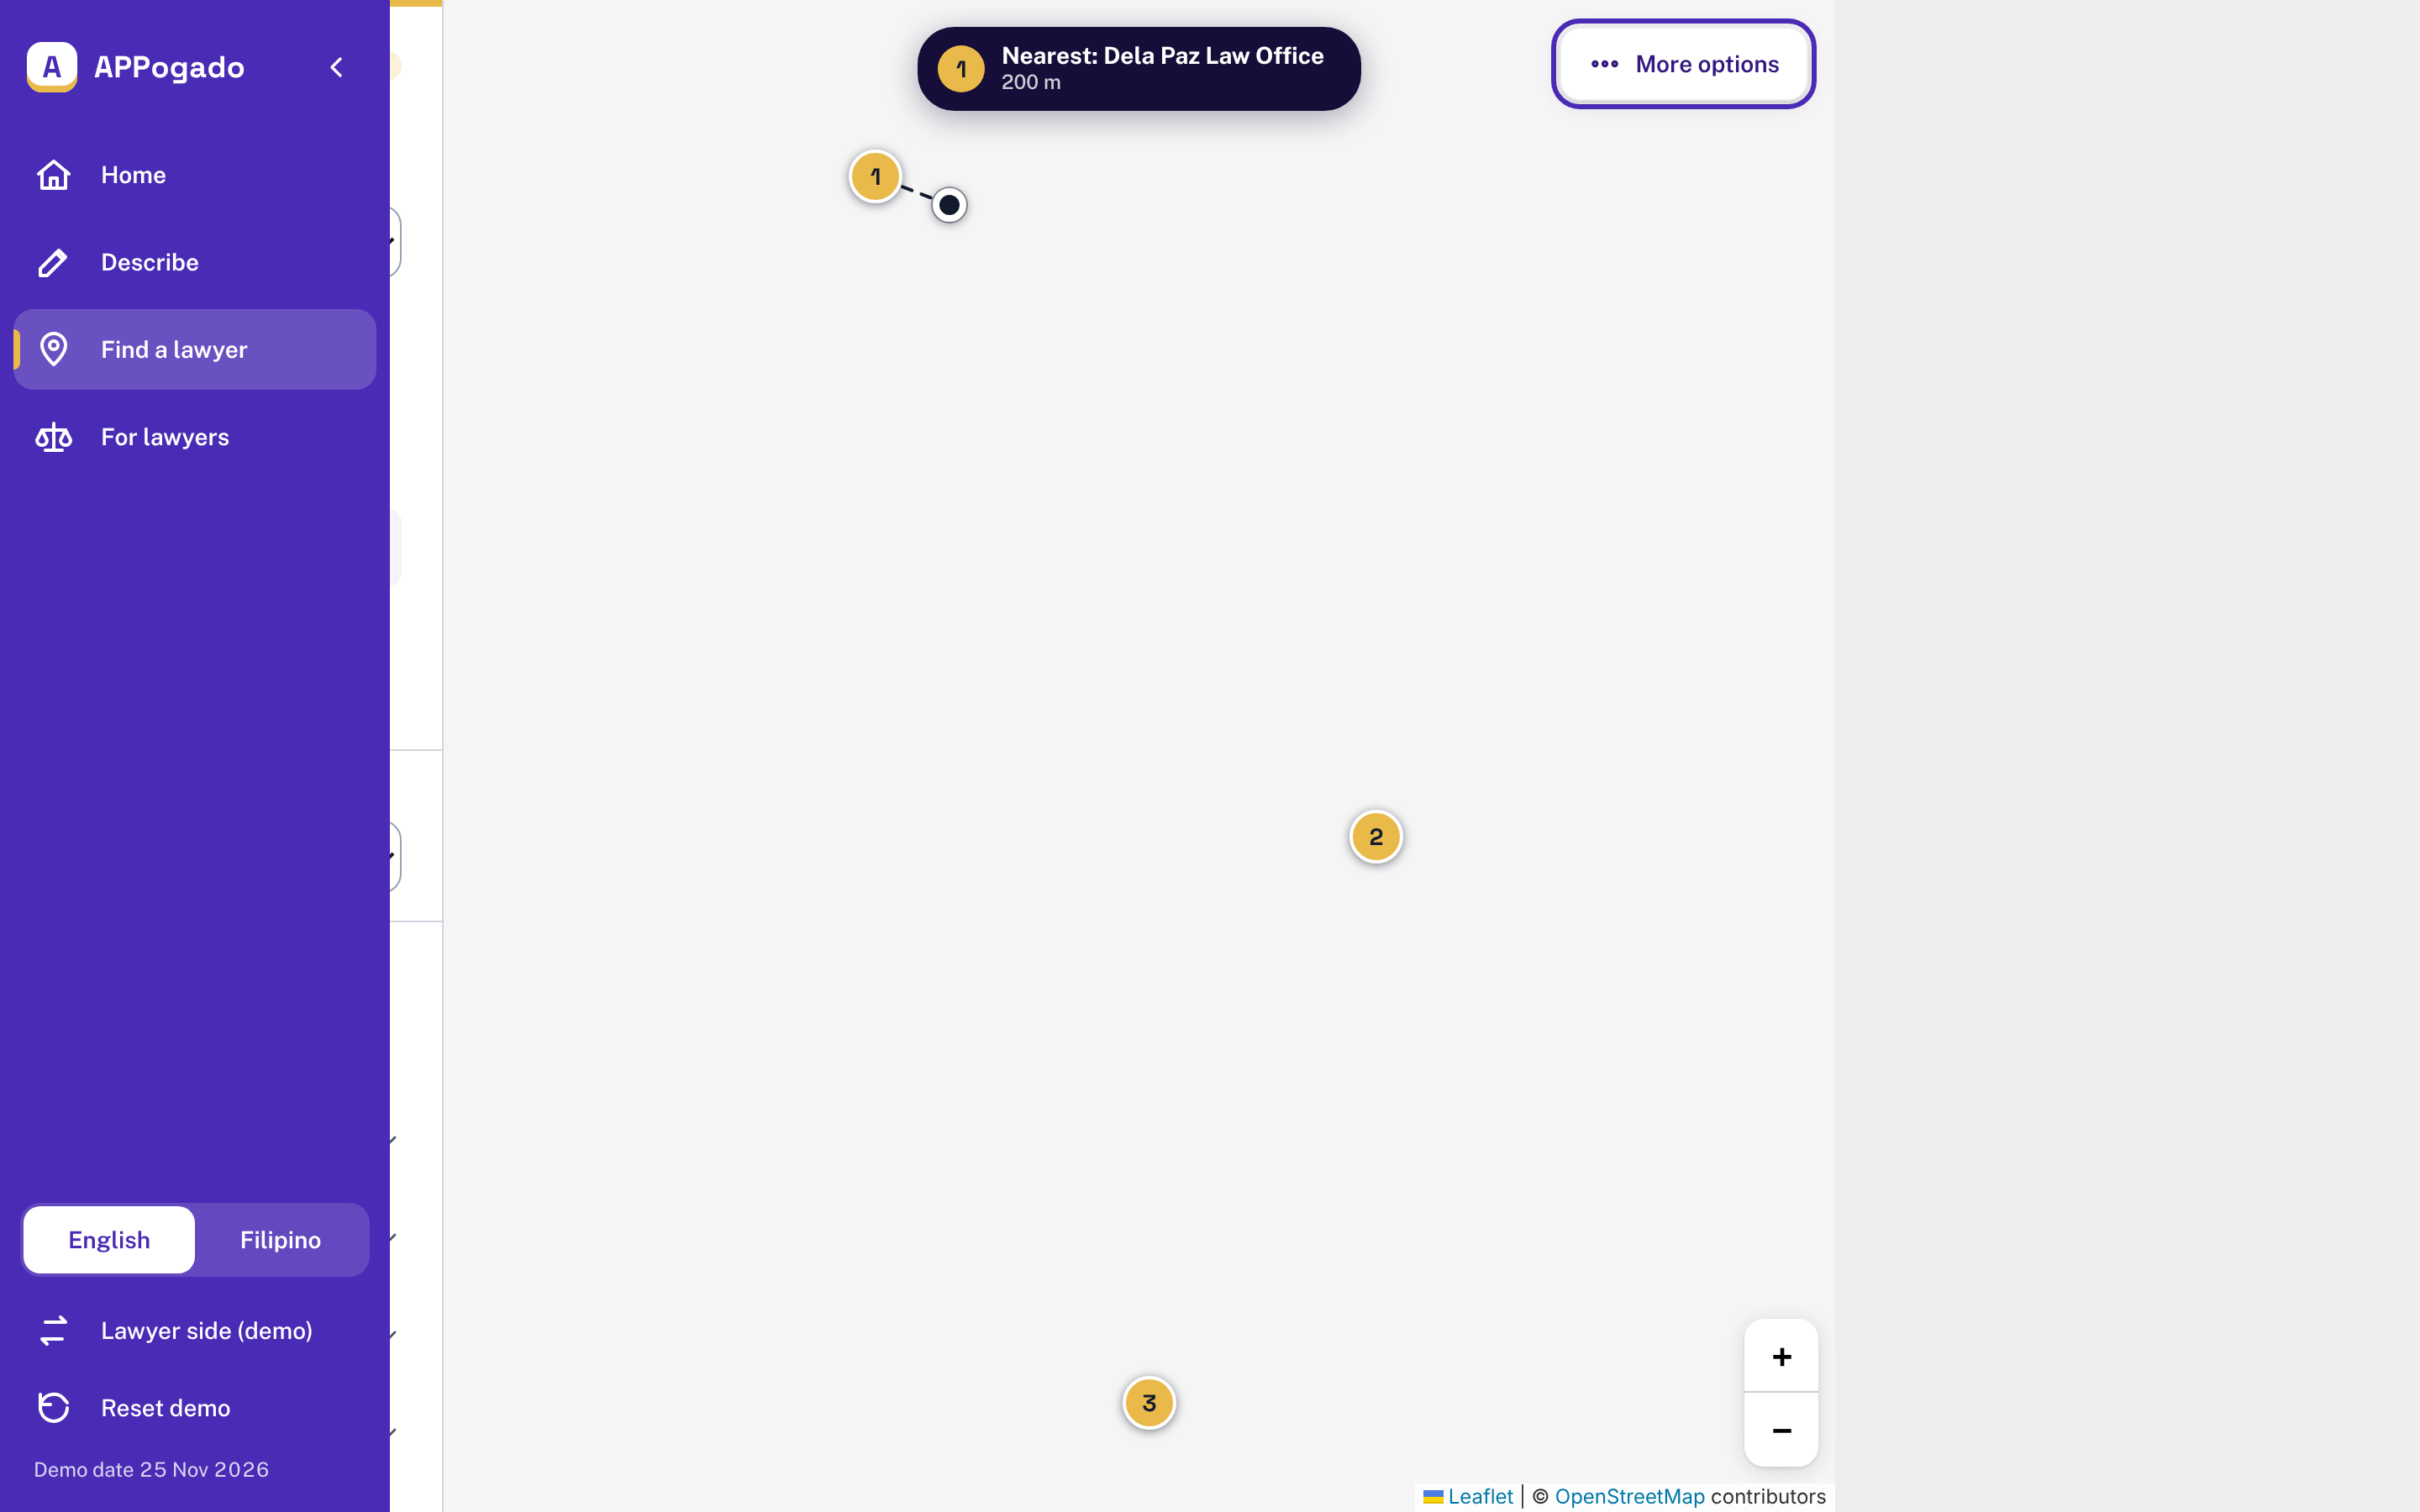 A APPogado
Home
Describe
Find a lawyer
For lawyers
English Filipino
Lawyer side (demo)
Reset demo
Demo date 25 Nov 2026
1 Nearest: Dela Paz Law Office
200 m
More options
1
2
3
+
−
Leaflet | © OpenStreetMap contributors